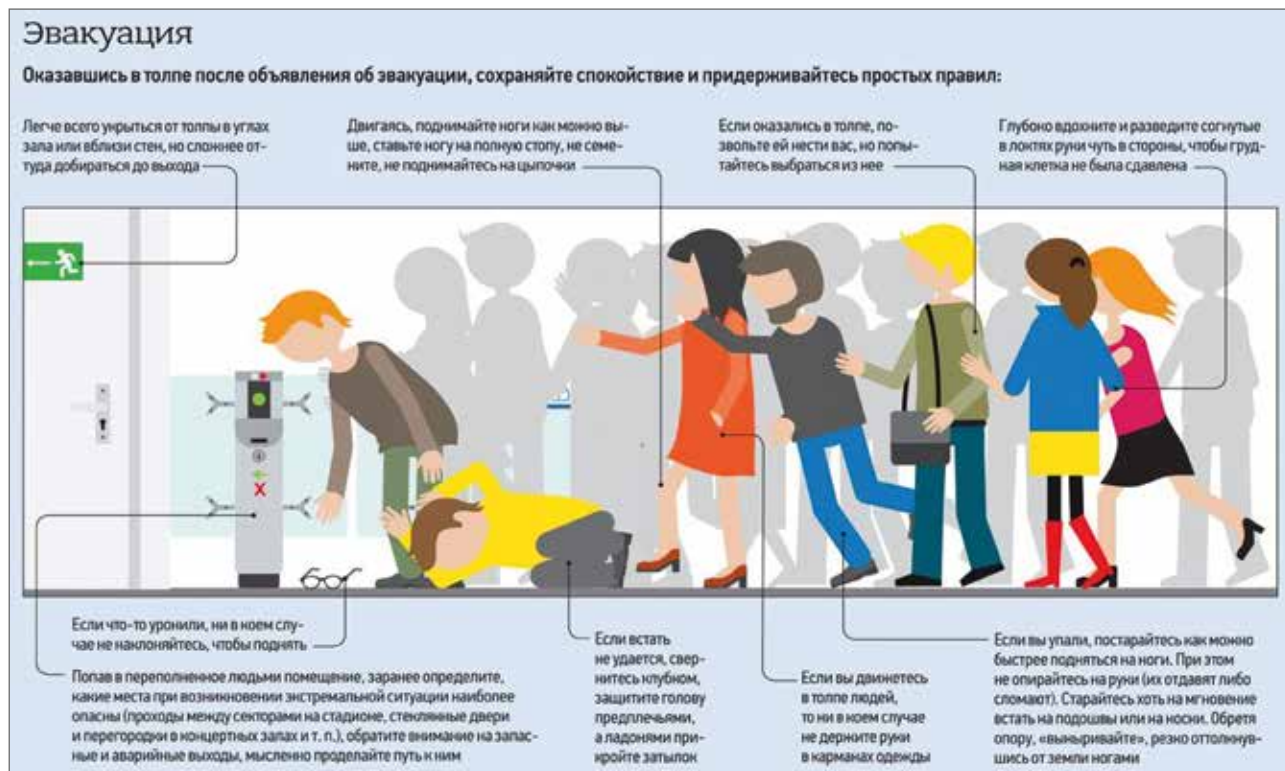 Эвакуация
Оказавшись в толпе после объявления об эвакуации, сохраняйте спокойствие и придерживайтесь простых правил:
Легче всего укрыться от толпы в углах
зала или вблизи стен, но сложнее от-
туда добираться до выхода
Двигаясь, поднимайте ноги как можно вы-
ше, ставьте ногу на полную стопу, не семе-
ните, не поднимайтесь на цыпочки
Если оказались в толпе, по-
звольте ей нести вас, но попы-
тайтесь выбраться из нее
Глубоко вдохните и разведите согнутые
в локтях руки чуть в стороны, чтобы груд-
ная клетка не была сдавлена
X
Если что-то уронили, ни в коем слу-
чае не наклоняйтесь, чтобы поднять
Попав в переполненное людьми помещение, заранее определите,
какие места при возникновении экстремальной ситуации наиболее
опасны (проходы между секторами на стадионе, стеклянные двери
и перегородки в концертных залах и т. п.), обратите внимание на запас-
ные и аварийные выходы, мысленно проделайте путь к ним
Если встать
не удается, свер-
нитесь клубком,
защитите голову
предплечьями,
а ладонями при-
кройте затылок
Если вы движетесь
в толпе людей,
то ни в коем случае
не держите руки
в карманах одежды
Если вы упали, постарайтесь как можно
быстрее подняться на ноги. При этом
не опирайтесь на руки (их отдавят либо
сломают). Старайтесь хоть на мгновение
встать на подошвы или на носки. Обретя
опору, «выныривайте», резко оттолкнув-
шись от земли ногами